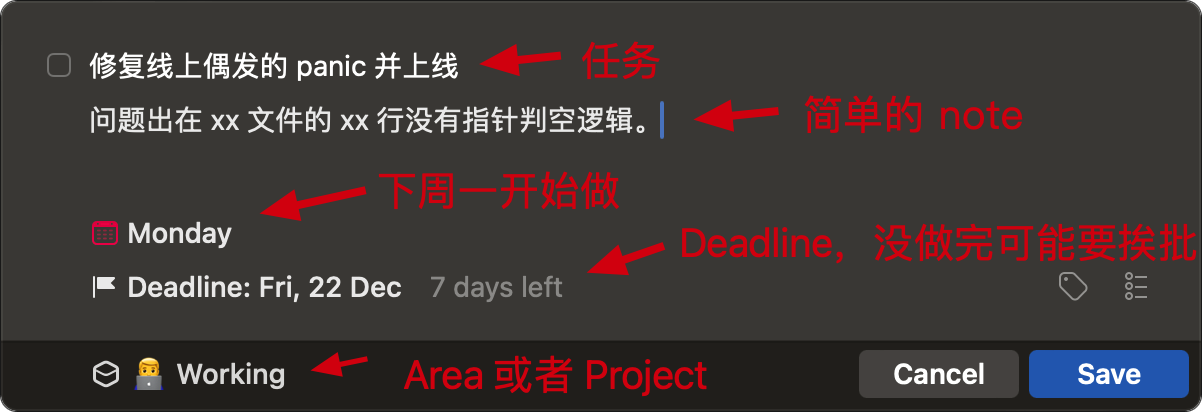 修复线上偶发的 panic 并上线
任务
问题出在 xx 文件的 xx 行没有指针判空逻辑。
简单的 note
下周一开始做
Monday
Deadline，没做完可能要挨批
Deadline: Fri, 22 Dec 7 days left
Working
Area 或者 Project
Cancel
Save